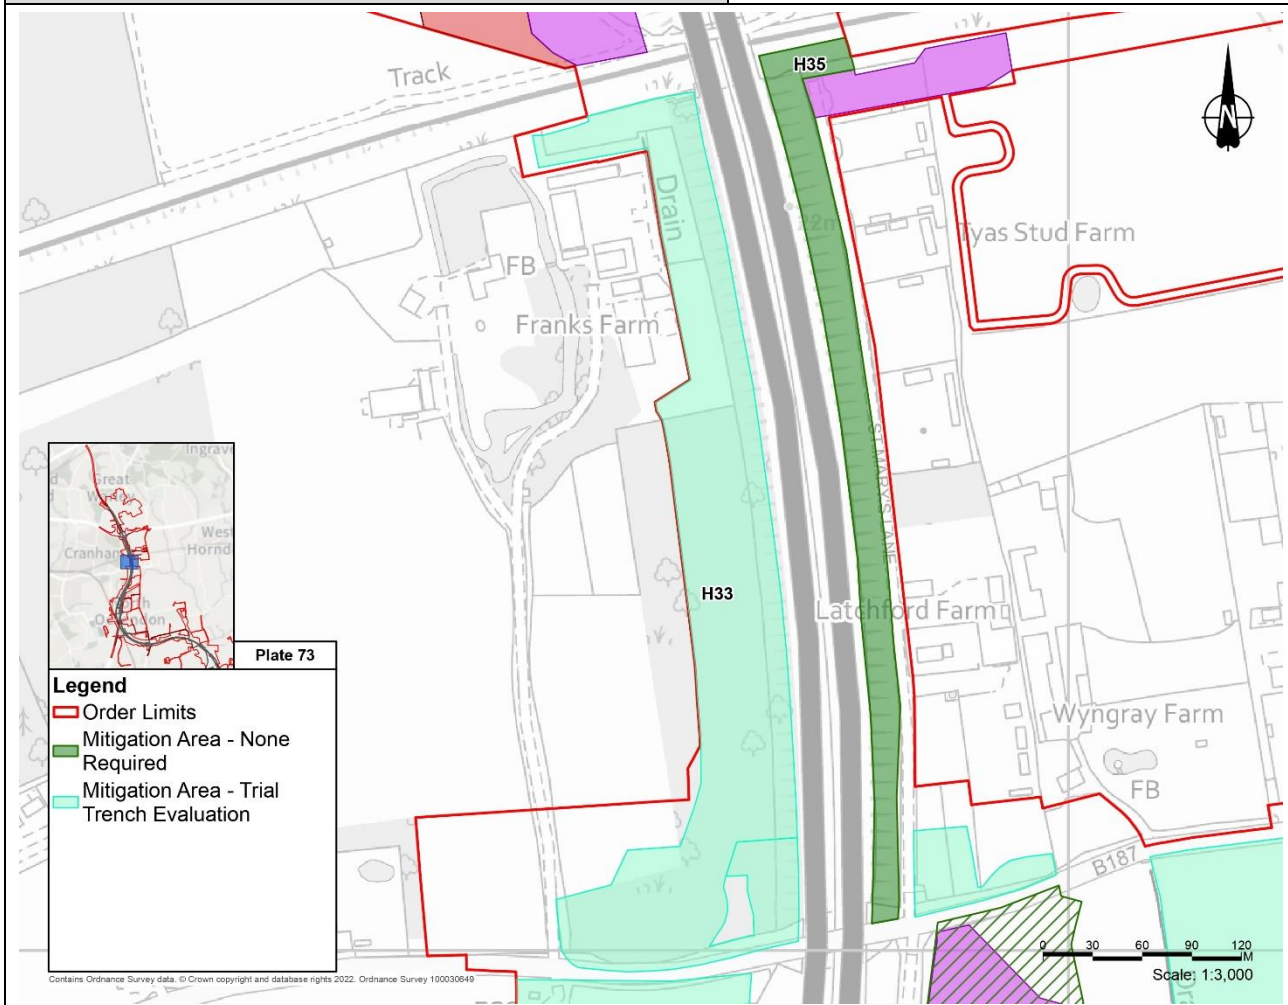 H35
Track
N
Drain
22m
Tyas Stud Farm
FB
Franks Farm
ST MARY'S LANE
Ingrave
Great
West
Cranham
Hornd
H33
Latchford Farm
Plate 73
Legend
Order Limits
Mitigation Area - None
Required
Mitigation Area - Trial
Trench Evaluation
Wyngray Farm
FB
B187
0 30 60 90 120
M
Scale: 1:3,000
Contains Ordnance Survey data. © Crown copyright and database rights 2022. Ordnance Survey 100030649